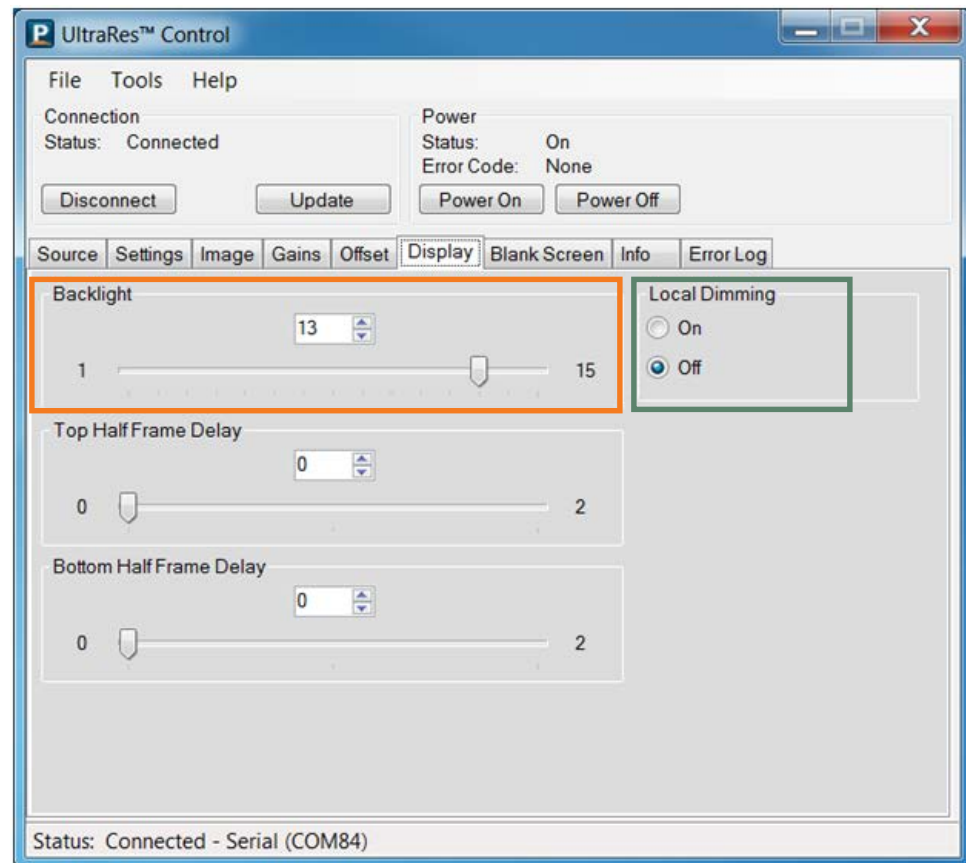 P UltraRes™ Control
File Tools Help
Connection
Status: Connected
Disconnect Update
Power
Status: On
Error Code: None
Power On Power Off
Source Settings Image Gains Offset Display Blank Screen Info Error Log
Backlight
13
1 15
Local Dimming
On
Off
Top Half Frame Delay
0
0 2
Bottom Half Frame Delay
0
0 2
Status: Connected - Serial (COM84)